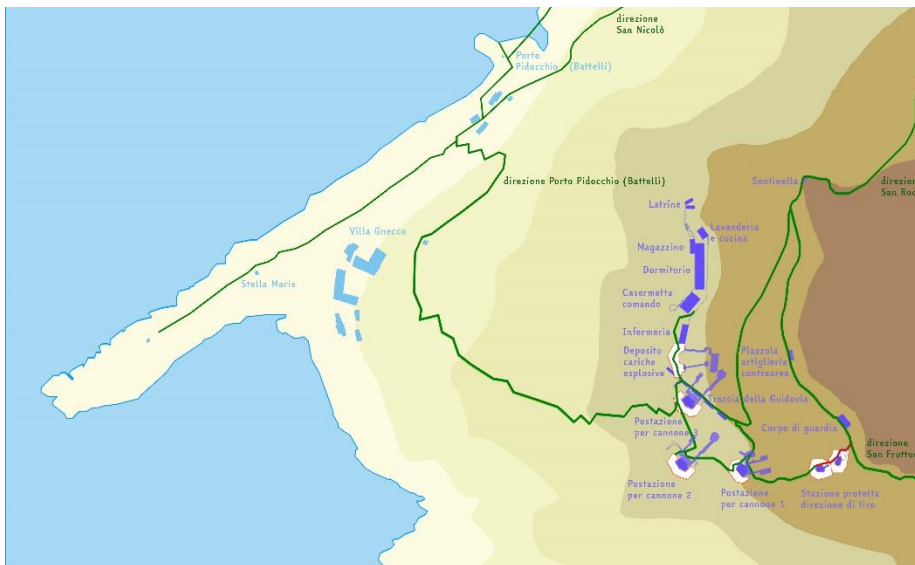 direzione
San Nicolò
Porto
Pidocchio (Battelli)
direzione Porto Pidocchio (Battelli)
Sentinella
direzione
San Roc
Latrine
Lavanderia
e cucina
Villa Gnecco
Magazzino
Dormitorio
Stella Maris
Casermetta
comando
Infermeria
Deposito
cariche
esplosive
Piazzola
artiglieria
contraerea
Traccia della Guidovia
Postazione
per cannone 3
Corpo di guardia
direzione
San Fruttuo
Postazione
per cannone 2
Postazione
per cannone 1
Stazione protetta
direzione di tiro